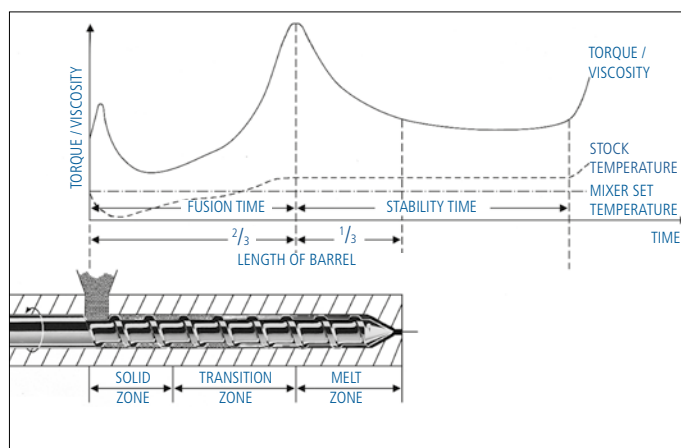 TORQUE / VISCOSITY
TORQUE /
VISCOSITY
STOCK
TEMPERATURE
MIXER SET
TEMPERATURE
FUSION TIME
STABILITY TIME
TIME
2/3
1/3
LENGTH OF BARREL
SOLID
ZONE
TRANSITION
ZONE
MELT
ZONE